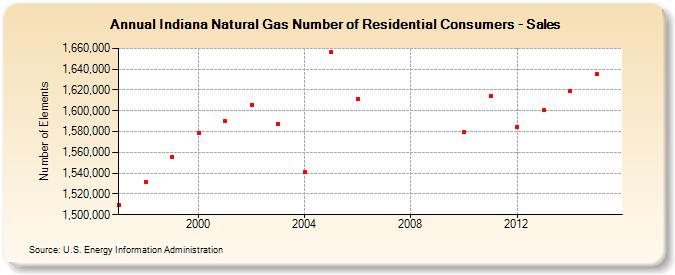 Annual Indiana Natural Gas Number of Residential Consumers - Sales
Number of Elements
1,660,000
1,640,000
1,620,000
1,600,000
1,580,000
1,560,000
1,540,000
1,520,000
1,500,000
2000 2004 2008 2012
Source: U.S. Energy Information Administration